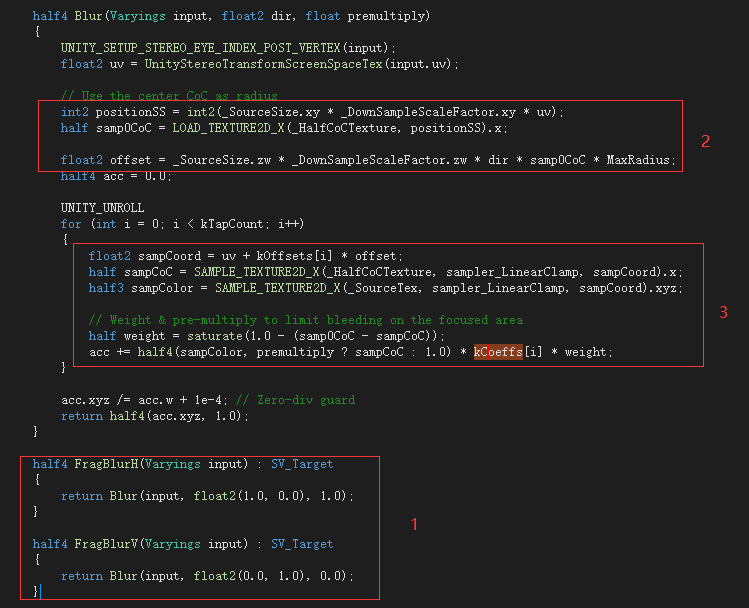 half4 Blur(Varyings input, float2 dir, float premultiply)
{
    UNITY_SETUP_STEREO_EYE_INDEX_POST_VERTEX(input);
    float2 uv = UnityStereoTransformScreenSpaceTex(input.uv);

    // Use the center CoC as radius
    int2 positionSS = int2(_SourceSize.xy * _DownSampleScaleFactor.xy * uv);
    half samp0CoC = LOAD_TEXTURE2D_X(_HalfCoCTexture, positionSS).x;

    float2 offset = _SourceSize.zw * _DownSampleScaleFactor.zw * dir * samp0CoC * MaxRadius;
2
    half4 acc = 0.0;

    UNITY_UNROLL
    for (int i = 0; i < kTapCount; i++)
    {
        float2 sampCoord = uv + kOffsets[i] * offset;
        half sampCoC = SAMPLE_TEXTURE2D_X(_HalfCoCTexture, sampler_LinearClamp, sampCoord).x;
        half3 sampColor = SAMPLE_TEXTURE2D_X(_SourceTex, sampler_LinearClamp, sampCoord).xyz;

        // Weight & pre-multiply to limit bleeding on the focused area
        half weight = saturate(1.0 - (samp0CoC - sampCoC));
        acc += half4(sampColor, premultiply ? sampCoC : 1.0) * kCoeffs[i] * weight;
3
    }

    acc.xyz /= acc.w + 1e-4; // Zero-div guard
    return half4(acc.xyz, 1.0);
}

half4 FragBlurH(Varyings input) : SV_Target
{
    return Blur(input, float2(1.0, 0.0), 1.0);
}
1

half4 FragBlurV(Varyings input) : SV_Target
{
    return Blur(input, float2(0.0, 1.0), 0.0);
}